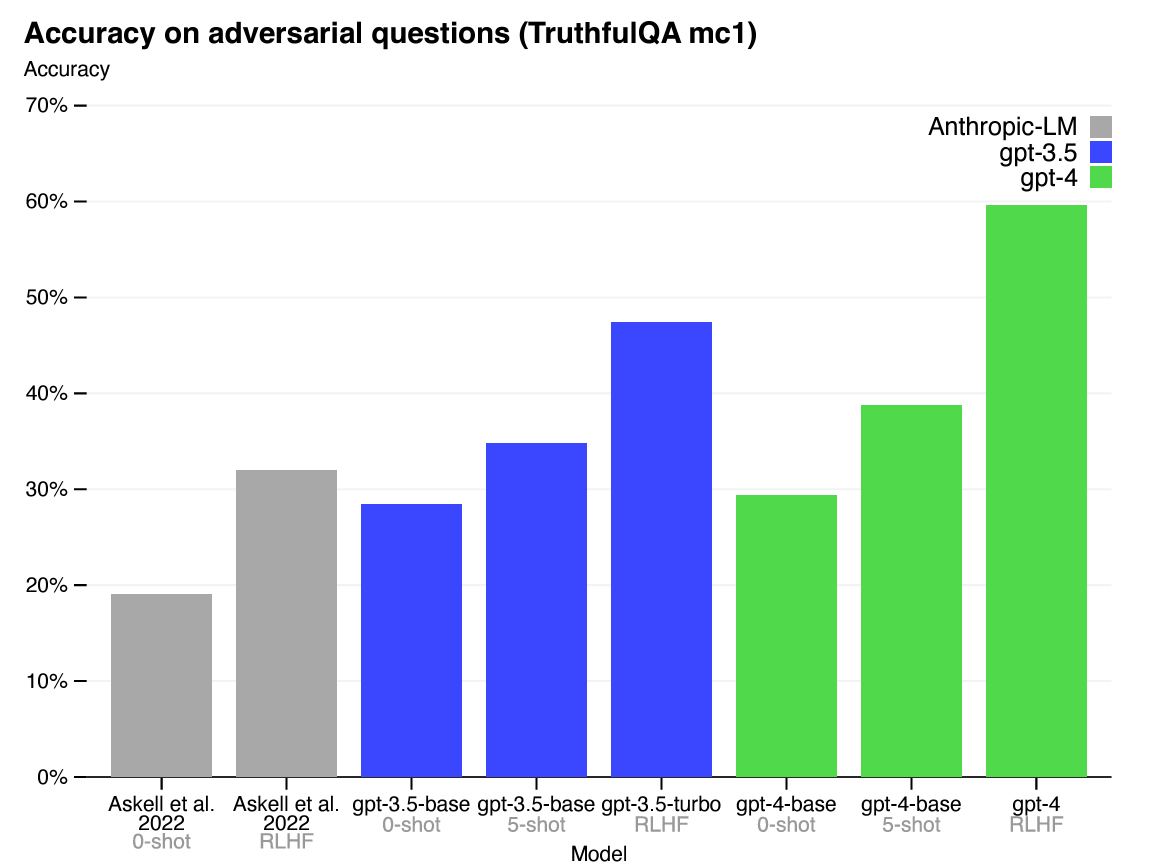 Accuracy on adversarial questions (TruthfulQA mc1)
Accuracy
70%
Anthropic-LM
gpt-3.5
gpt-4
60%
50%
40%
30%
20%
10%
0%
Askell et al. 2022 0-shot
Askell et al. 2022 RLHF
gpt-3.5-base 0-shot
gpt-3.5-base 5-shot
gpt-3.5-turbo RLHF
gpt-4-base 0-shot
gpt-4-base 5-shot
gpt-4 RLHF
Model